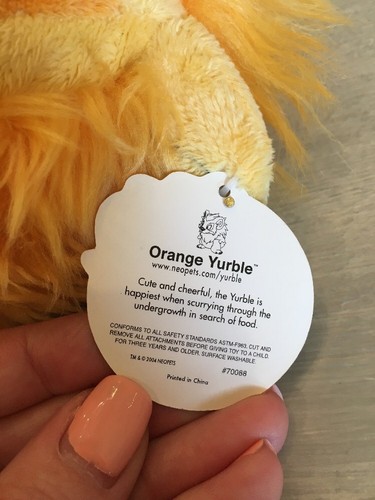 Orange Yurble™
www.neopets.com/yurble
Cute and cheerful, the Yurble is
happiest when scurrying through the
undergrowth in search of food.
CONFORMS TO ALL SAFETY STANDARDS ASTM-F963, CUT AND
REMOVE ALL ATTACHMENTS BEFORE GIVING TOY TO A CHILD.
FOR THREE YEARS AND OLDER, SURFACE WASHABLE.
TM & © 2004 NEOPETS
#70088
Printed in China